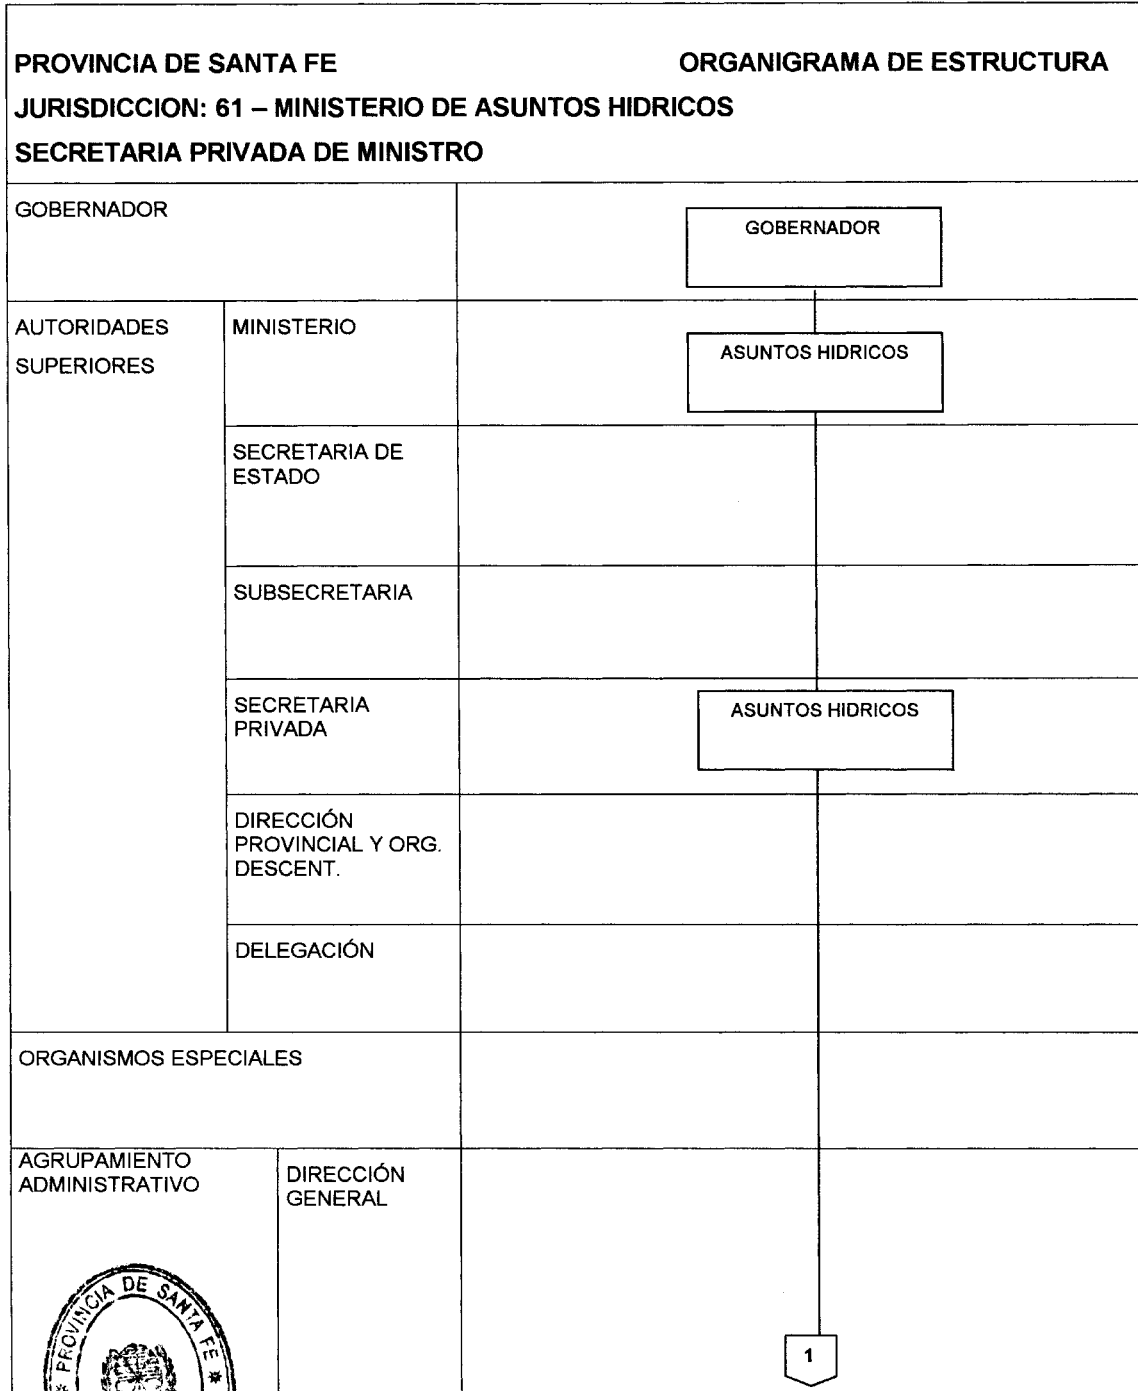 PROVINCIA DE SANTA FE ORGANIGRAMA DE ESTRUCTURA
JURISDICCION: 61 – MINISTERIO DE ASUNTOS HIDRICOS
SECRETARIA PRIVADA DE MINISTRO
GOBERNADOR
GOBERNADOR
AUTORIDADES
SUPERIORES
MINISTERIO
ASUNTOS HIDRICOS
SECRETARIA DE
ESTADO
SUBSECRETARIA
SECRETARIA
PRIVADA
ASUNTOS HIDRICOS
DIRECCIÓN
PROVINCIAL Y ORG.
DESCENT.
DELEGACIÓN
ORGANISMOS ESPECIALES
AGRUPAMIENTO
ADMINISTRATIVO
DIRECCIÓN
GENERAL
* PROVINCIA DE SANTA FE *
1